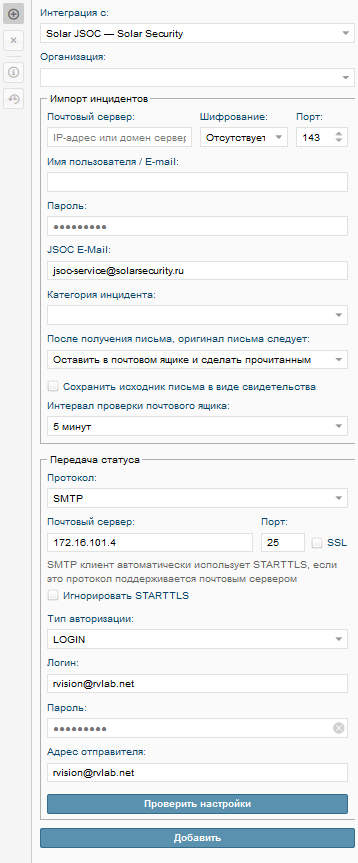 Интеграция с:
Solar JSOC — Solar Security
Организация:
Импорт инцидентов
Почтовый сервер: Шифрование: Порт:
IP-адрес или домен сервер Отсутствует 143
Имя пользователя / E-mail:
Пароль:
●●●●●●●●●
JSOC E-Mail:
jsoc-service@solarsecurity.ru
Категория инцидента:
После получения письма, оригинал письма следует:
Оставить в почтовом ящике и сделать прочитанным
Сохранить исходник письма в виде свидетельства
Интервал проверки почтового ящика:
5 минут
Передача статуса
Протокол:
SMTP
Почтовый сервер: Порт:
172.16.101.4 25 SSL
SMTP клиент автоматически использует STARTTLS, если
это протокол поддерживается почтовым сервером
Игнорировать STARTTLS
Тип авторизации:
LOGIN
Логин:
rvision@rvlab.net
Пароль:
●●●●●●●●●
Адрес отправителя:
rvision@rvlab.net
Проверить настройки
Добавить